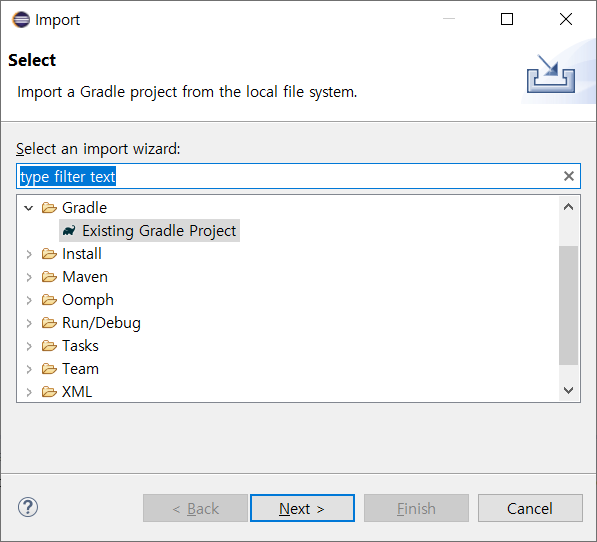 Import
Select
Import a Gradle project from the local file system.
Select an import wizard:
type filter text
Gradle
Existing Gradle Project
Install
Maven
Oomph
Run/Debug
Tasks
Team
XML
< Back
Next >
Finish
Cancel